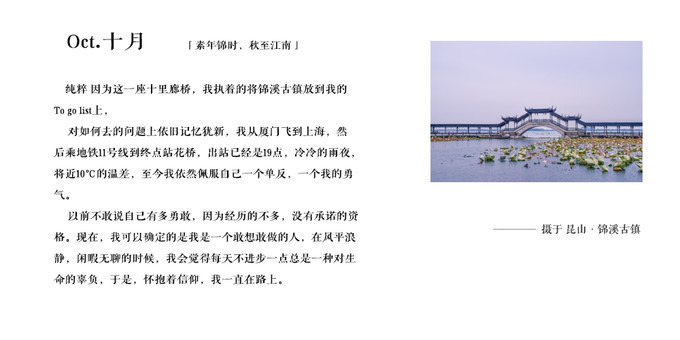 Oct.十月
「素年锦时，秋至江南」
纯粹 因为这一座十里廊桥，我执着的将锦溪古镇放到我的
To go list上，
对如何去的问题上依旧记忆犹新，我从厦门飞到上海，然
后乘地铁11号线到终点站花桥，出站已经是19点，冷冷的雨夜，
将近10℃的温差，至今我依然佩服自己一个单反，一个我的勇
气。
以前不敢说自己有多勇敢，因为经历的不多，没有承诺的资
格。现在，我可以确定的是我是一个敢想敢做的人，在风平浪
静，闲暇无聊的时候，我会觉得每天不进步一点总是一种对生
命的辜负，于是，怀抱着信仰，我一直在路上。
—— 摄于 昆山 · 锦溪古镇